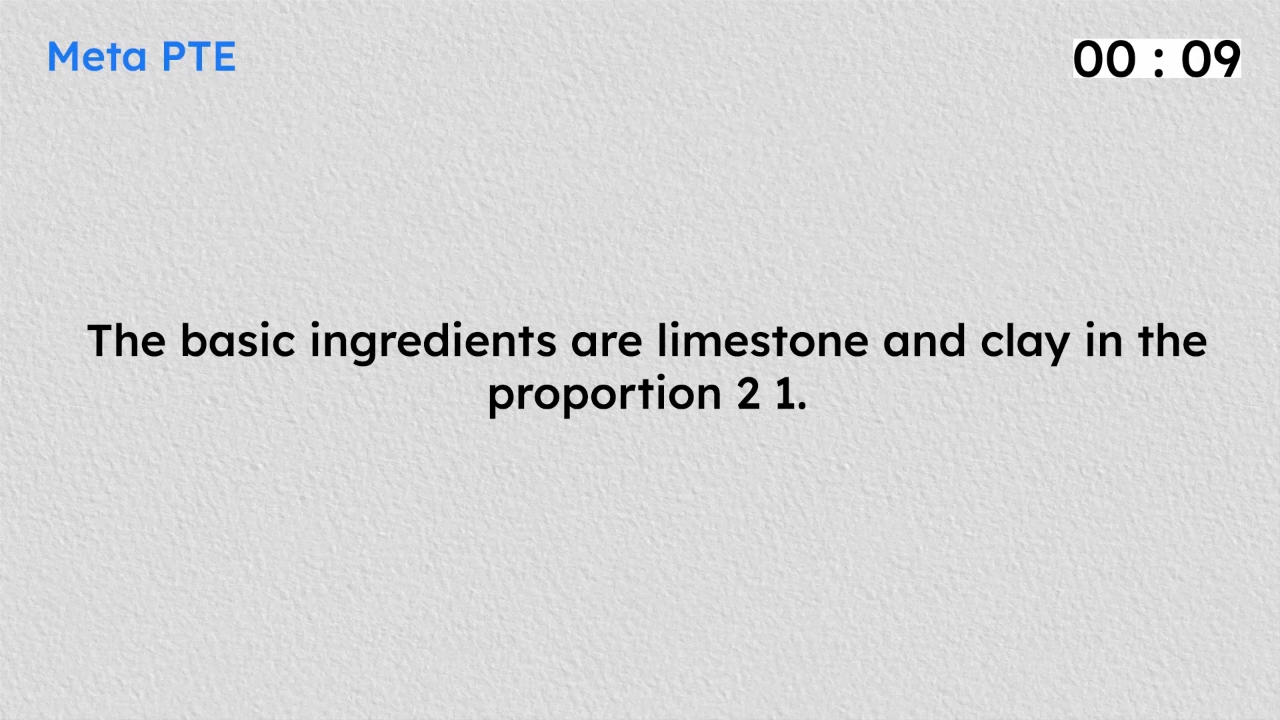 Meta PTE
00 : 09
The basic ingredients are limestone and clay in the
proportion 2 1.